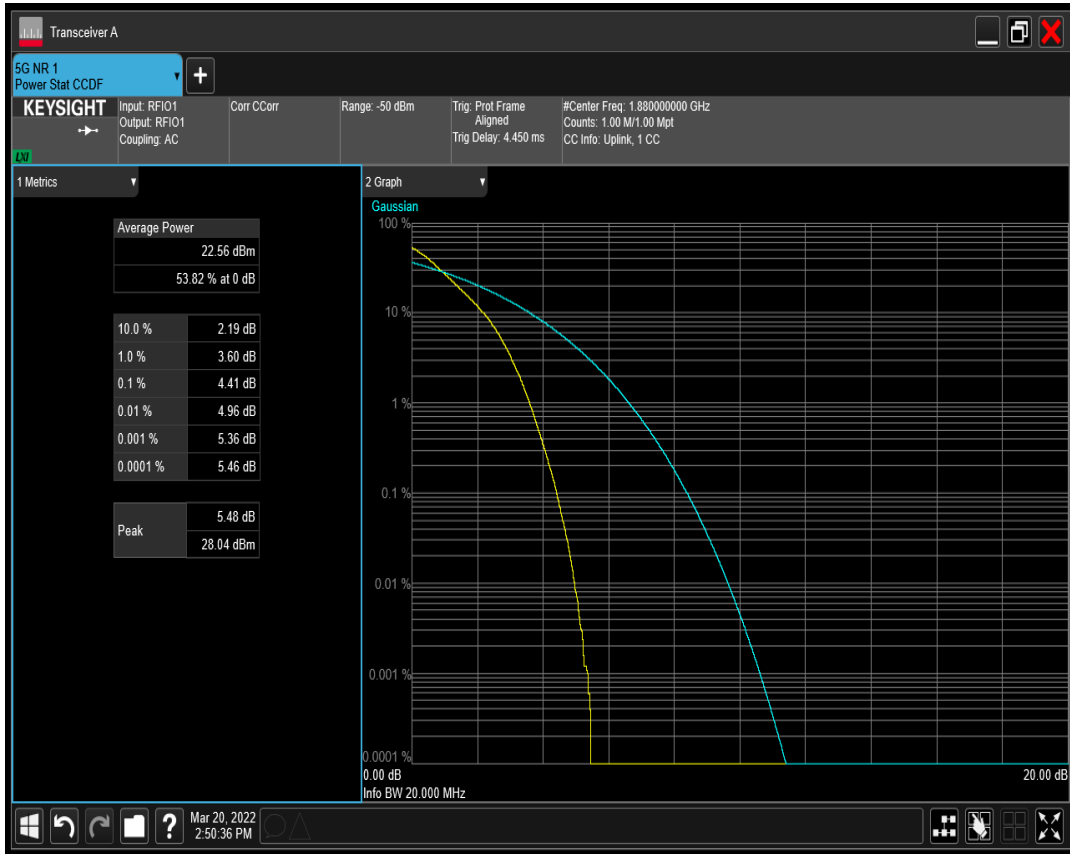 Transceiver A
5G NR 1
Power Stat CCDF
+
KEYSIGHT
LXI
Input: RFIO1
Output: RFIO1
Coupling: AC
Corr CCorr
Range: -50 dBm
Trig: Prot Frame
Aligned
Trig Delay: 4.450 ms
#Center Freq: 1.880000000 GHz
Counts: 1.00 M/1.00 Mpt
CC Info: Uplink, 1 CC
1 Metrics
Average Power
22.56 dBm
53.82 % at 0 dB
10.0 % 2.19 dB
1.0 % 3.60 dB
0.1 % 4.41 dB
0.01 % 4.96 dB
0.001 % 5.36 dB
0.0001 % 5.46 dB
Peak 5.48 dB
28.04 dBm
2 Graph
Gaussian
100 %
10 %
1 %
0.1 %
0.01 %
0.001 %
0.0001 %
0.00 dB 20.00 dB
Info BW 20.000 MHz
?
Mar 20, 2022
2:50:36 PM